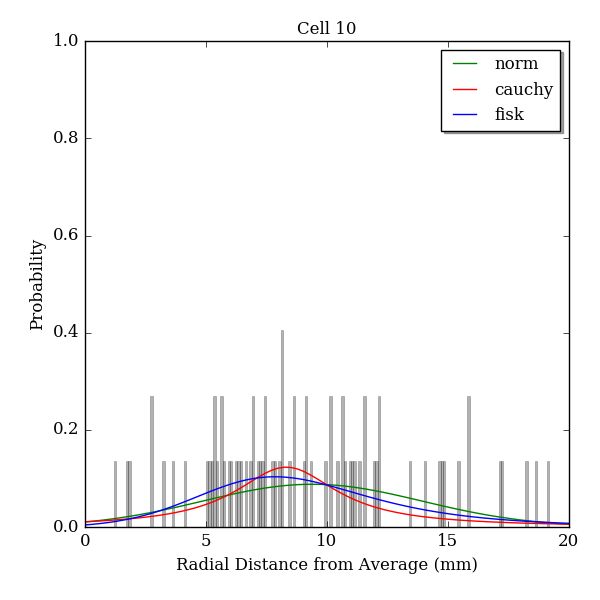 Cell 10
1.0
0.8
0.6
0.4
0.2
0.0
Probability
norm
cauchy
fisk
0 5 10 15 20
Radial Distance from Average (mm)